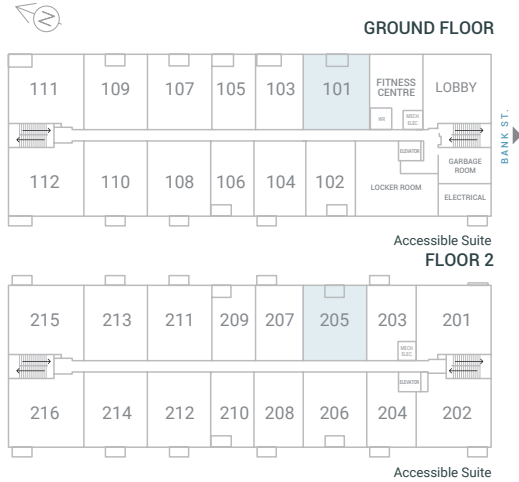 N
GROUND FLOOR
111 109 107 105 103 101 FITNESS CENTRE LOBBY
WR MECH ELEC
BANK ST.
ELEVATOR
GARBAGE ROOM
112 110 108 106 104 102 LOCKER ROOM ELECTRICAL
Accessible Suite
FLOOR 2
215 213 211 209 207 205 203 201
MECH ELEC
ELEVATOR
216 214 212 210 208 206 204 202
Accessible Suite